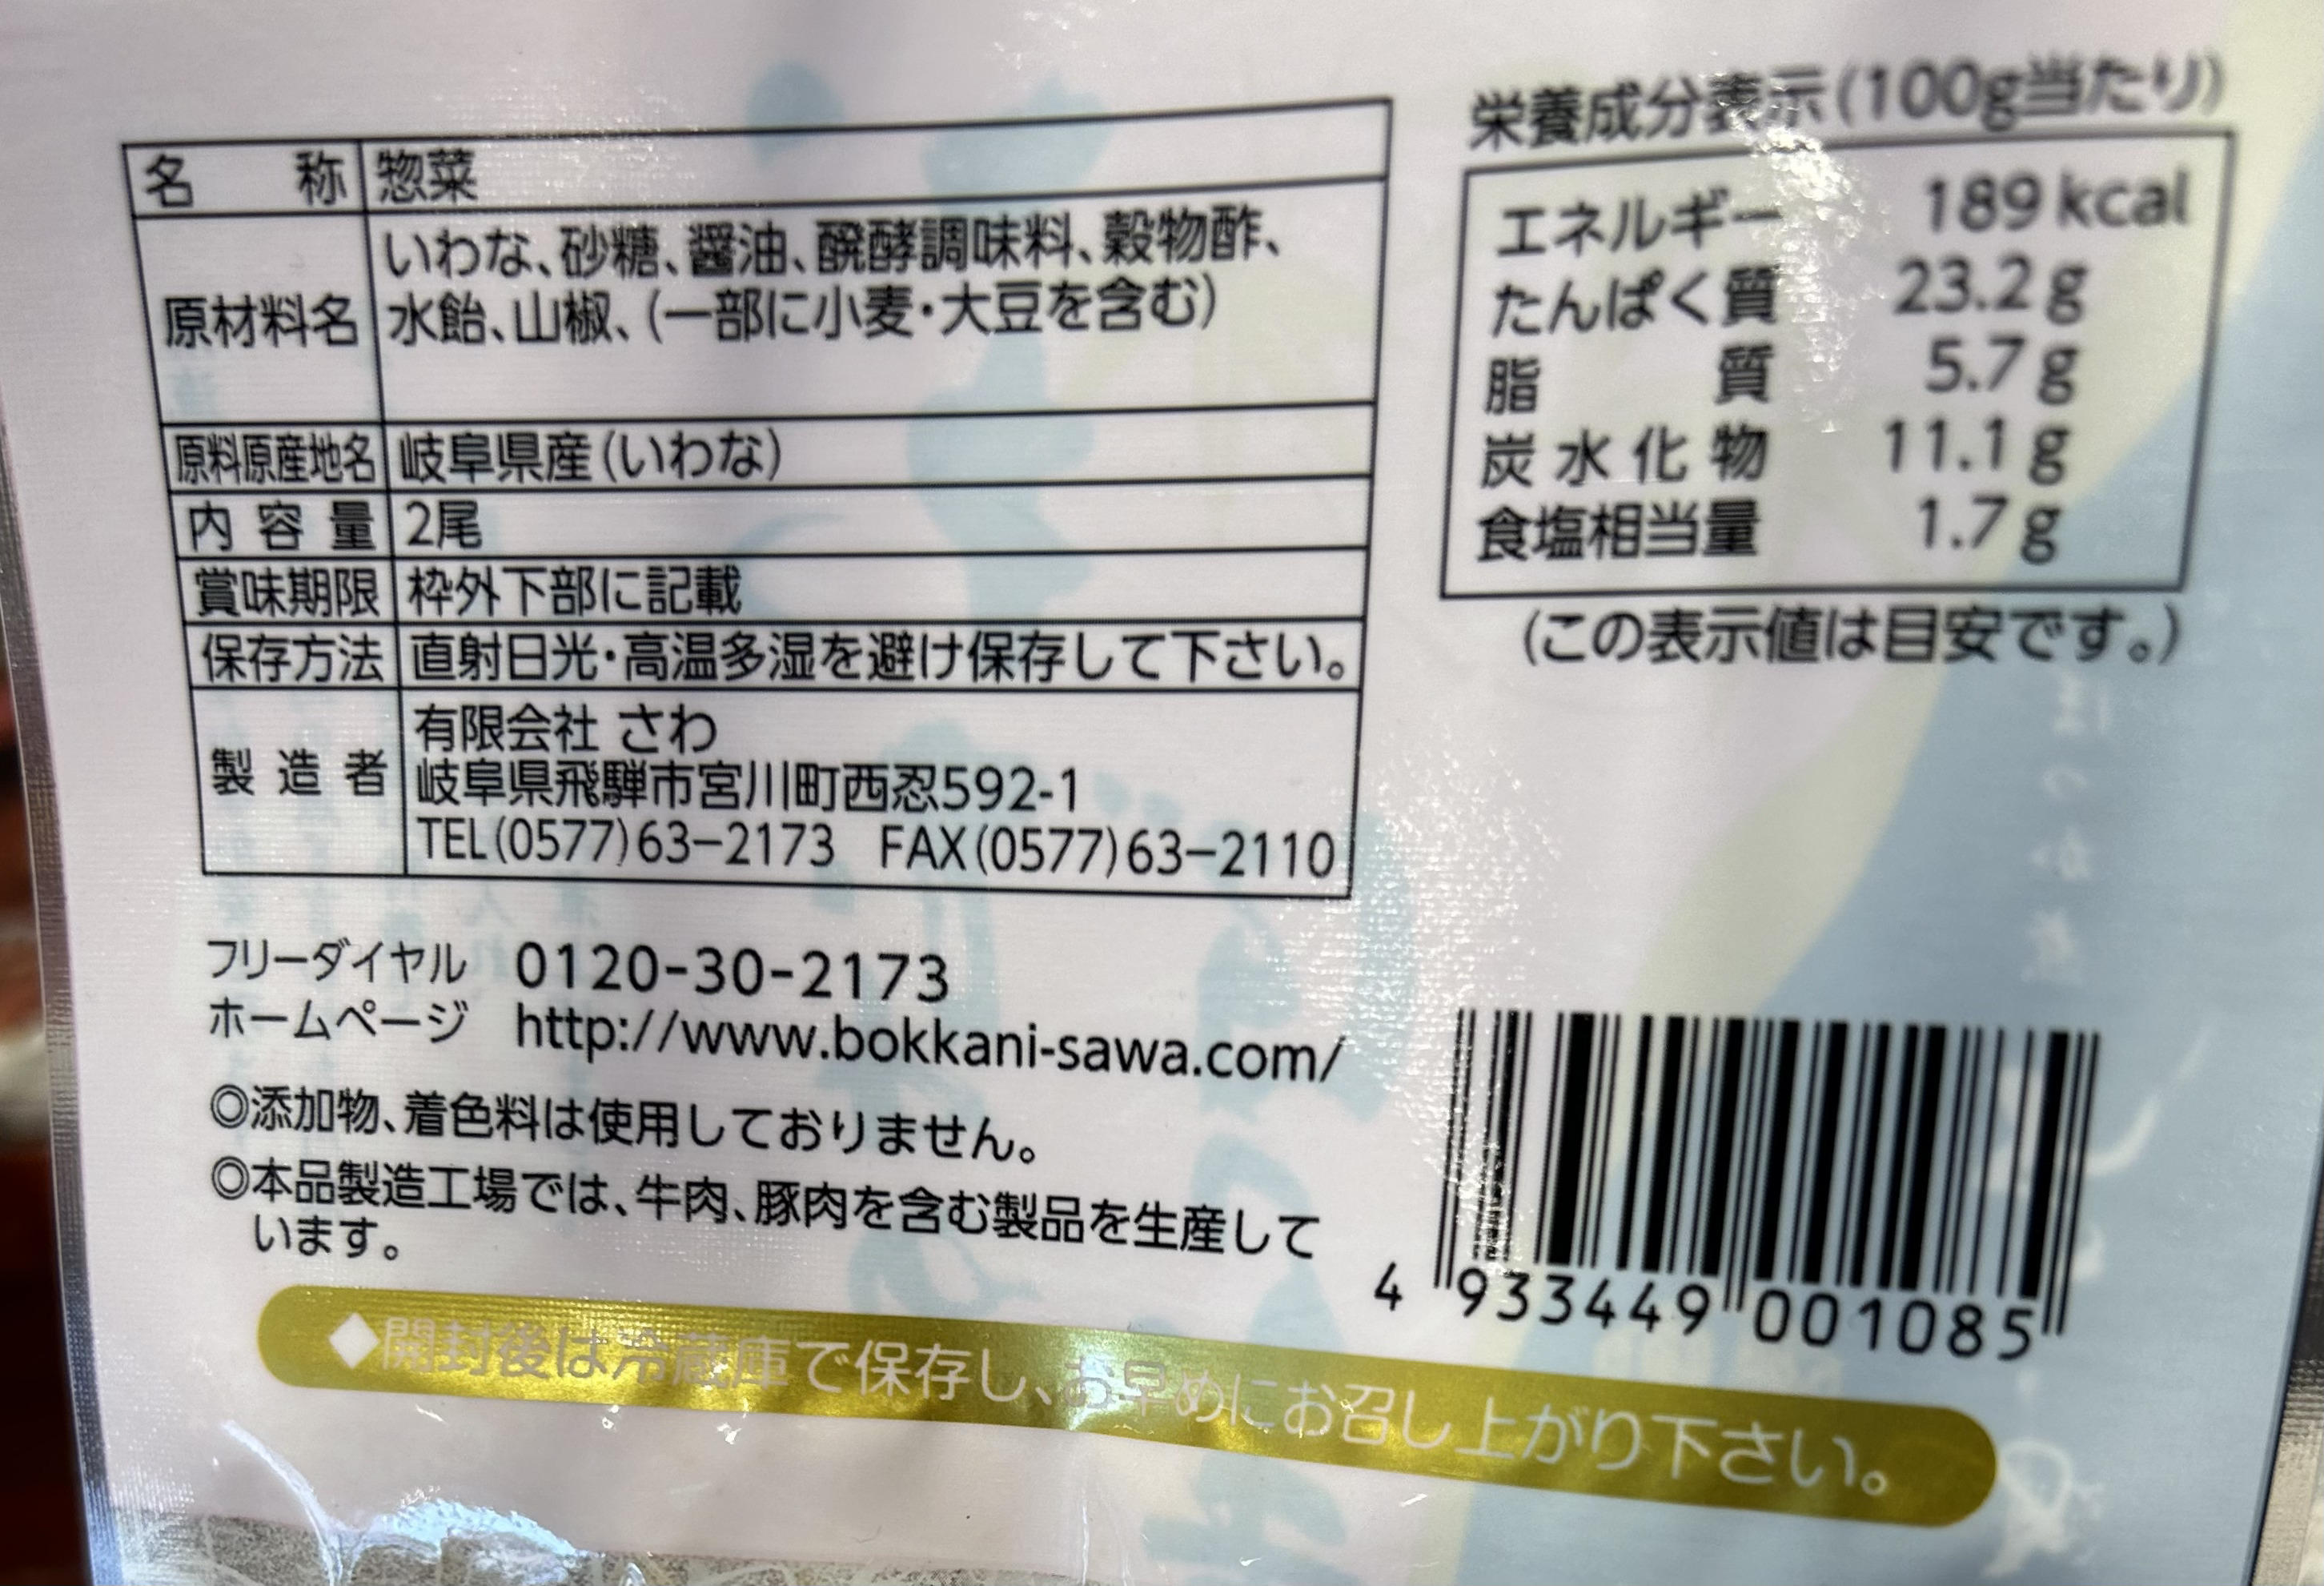 名 称 惣菜
原材料名 いわな、砂糖、醤油、醗酵調味料、穀物酢、
水飴、山椒、(一部に小麦・大豆を含む)
原料原産地名 岐阜県産(いわな)
内容量 2尾
賞味期限 枠外下部に記載
保存方法 直射日光・高温多湿を避け保存して下さい。
製造者 有限会社 さわ
岐阜県飛騨市宮川町西忍592-1
TEL(0577)63-2173 FAX(0577)63-2110
フリーダイヤル 0120-30-2173
ホームページ http://www.bokkani-sawa.com/
◎添加物、着色料は使用しておりません。
◎本品製造工場では、牛肉、豚肉を含む製品を生産して
います。
◆開封後は冷蔵庫で保存し、お早めにお召し上がり下さい。
栄養成分表示(100g当たり)
エネルギー 189kcal
たんぱく質 23.2g
脂質 5.7g
炭水化物 11.1g
食塩相当量 1.7g
(この表示値は目安です。)
4 933449 001085